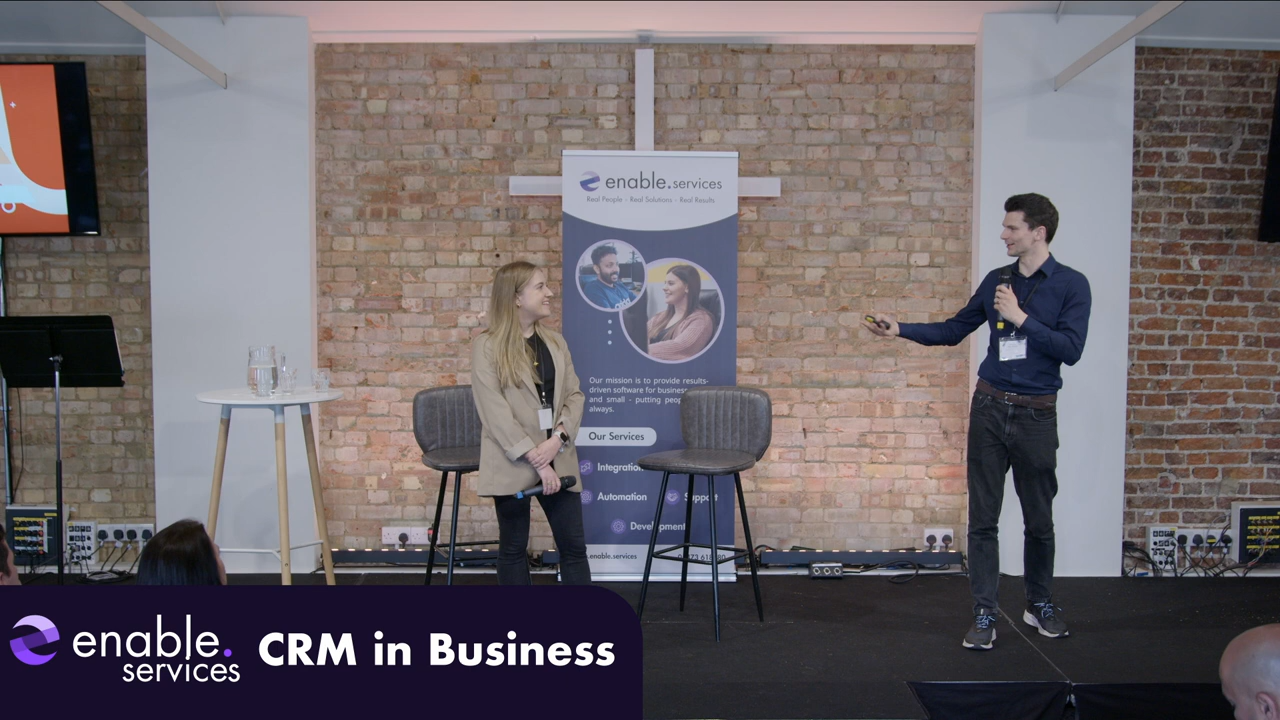 enable.services
Real People - Real Solutions - Real Results
Our mission is to provide results-
driven software for business
and small - putting
always.
Our Services
Integration
Automation
Support
Development
.enable.services
enable.
services
CRM in Business